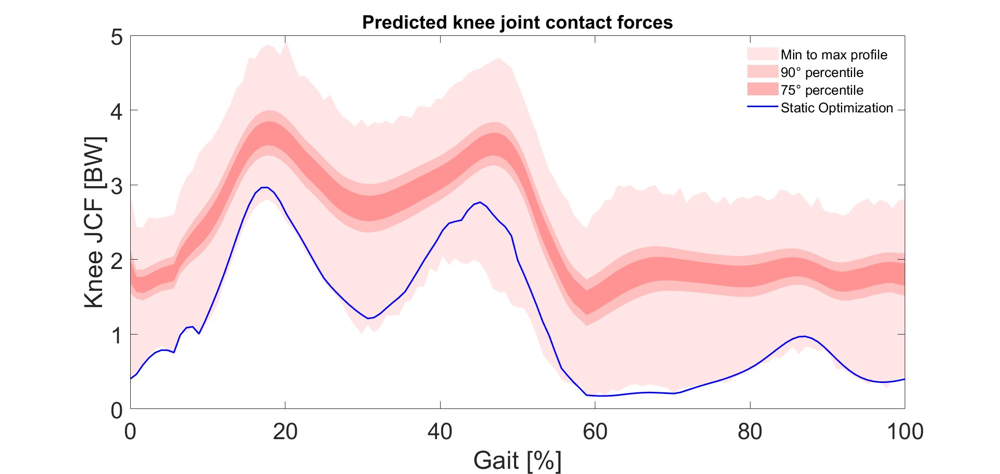 Predicted knee joint contact forces
Knee JCF [BW]
5
4
3
2
1
0
Min to max profile
90° percentile
75° percentile
Static Optimization
0 20 40 60 80 100
Gait [%]